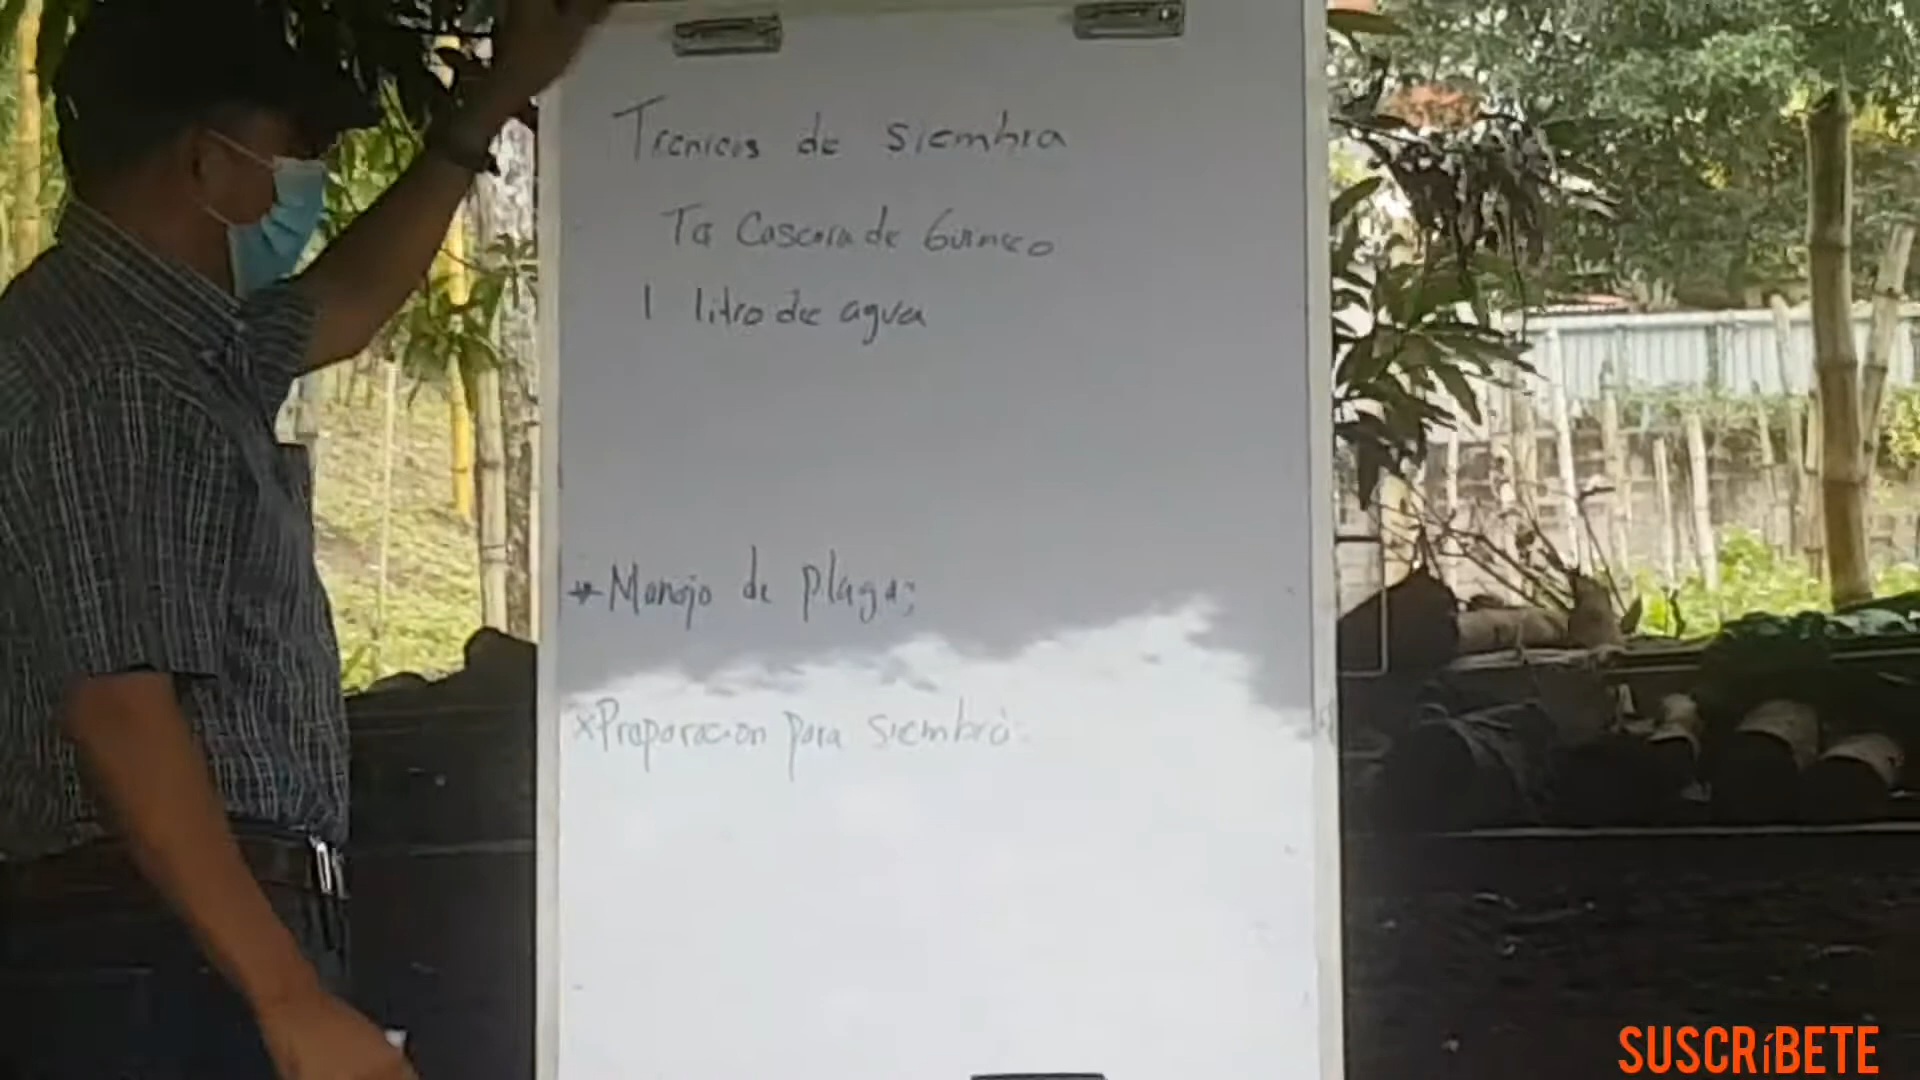 Tecnicas de siembra
Ta Cascara de Guineo
1 litro de agua
* Manejo de plagas
x Preparacion para siembra
SUSCRÍBETE